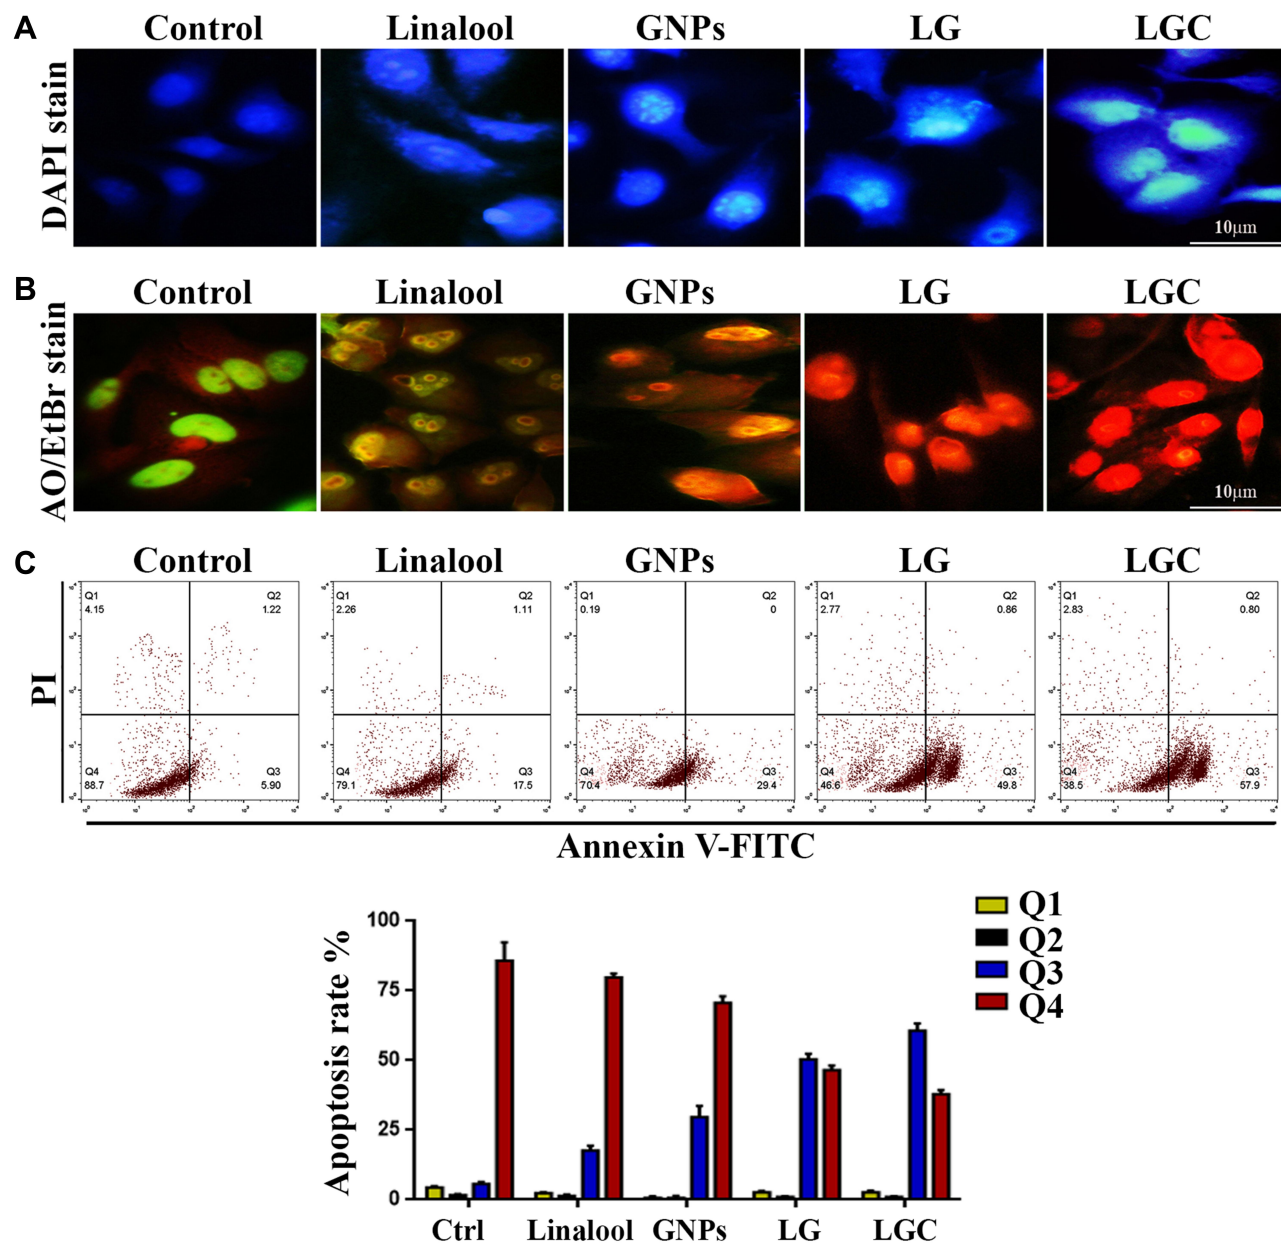 A Control Linalool GNPs LG LGC
DAPI stain
10μm
B Control Linalool GNPs LG LGC
AO/EtBr stain
10μm
C Control Linalool GNPs LG LGC
PI
Q1 Q2
4.15 1.22
Q4 Q3
88.7 5.90
Q1 Q2
2.26 1.11
Q4 Q3
79.1 17.5
Q1 Q2
0.19 0
Q4 Q3
70.4 29.4
Q1 Q2
2.77 0.86
Q4 Q3
46.6 49.8
Q1 Q2
2.83 0.80
Q4 Q3
38.5 57.9
Annexin V-FITC
Apoptosis rate %
100
75
50
25
0
Ctrl Linalool GNPs LG LGC
Q1
Q2
Q3
Q4